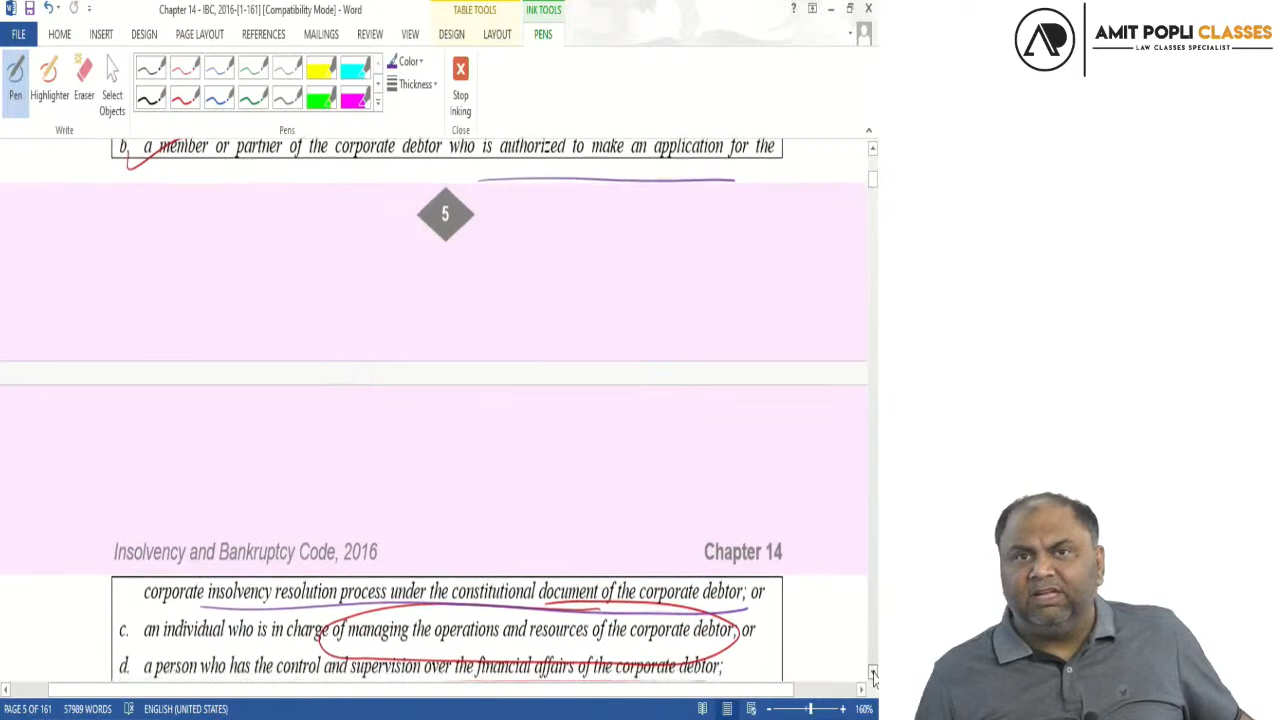 Chapter 14 - IBC, 2016-[1-161] [Compatibility Mode] - Word
TABLE TOOLS
INK TOOLS
FILE
HOME
INSERT
DESIGN
PAGE LAYOUT
REFERENCES
MAILINGS
REVIEW
VIEW
DESIGN
LAYOUT
PENS
Pen
Highlighter
Eraser
Select Objects
Color
Thickness
Stop Inking
Write
Pens
Close
AP
AMIT POPLI CLASSES
LAW CLASSES SPECIALIST
b. a member or partner of the corporate debtor who is authorized to make an application for the
5
Insolvency and Bankruptcy Code, 2016
Chapter 14
corporate insolvency resolution process under the constitutional document of the corporate debtor; or
c. an individual who is in charge of managing the operations and resources of the corporate debtor; or
d. a person who has the control and supervision over the financial affairs of the corporate debtor;
PAGE 5 OF 161
57989 WORDS
ENGLISH (UNITED STATES)
160%